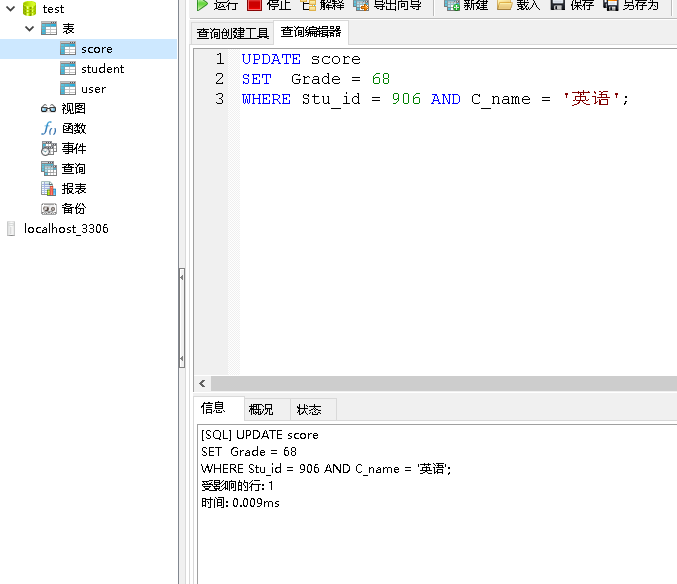 test
运行 停止 解释 导出向导 新建 载入 保存 另存为
表
查询创建工具 查询编辑器
score
student
user
视图
函数
事件
查询
报表
备份
localhost_3306
1 UPDATE score
2 SET  Grade = 68
3 WHERE Stu_id = 906 AND C_name = '英语';
信息 概况 状态
[SQL] UPDATE score
SET  Grade = 68
WHERE Stu_id = 906 AND C_name = '英语';
受影响的行: 1
时间: 0.009ms